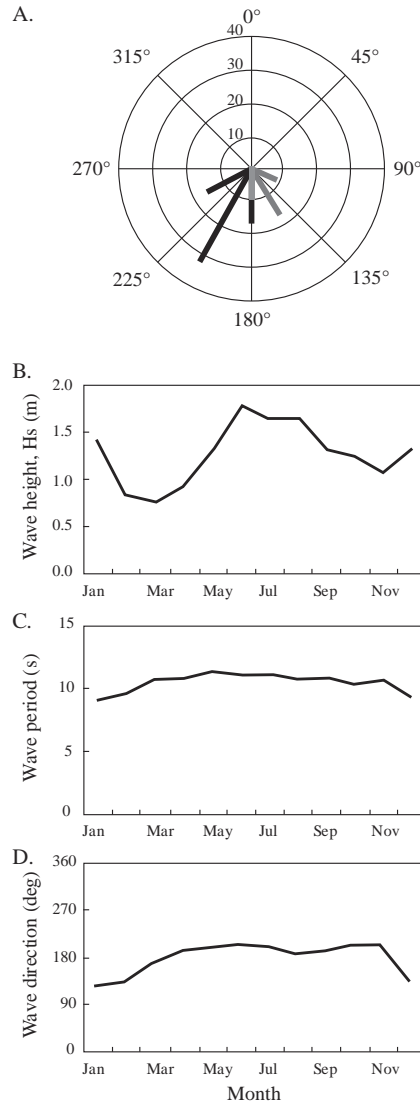 A.
0°
40
30
20
10
315°
45°
270°
90°
225°
135°
180°
B.
Wave height, Hs (m)
2.0
1.5
1.0
0.5
0.0
Jan Mar May Jul Sep Nov
C.
Wave period (s)
15
10
5
0
Jan Mar May Jul Sep Nov
D.
Wave direction (deg)
360
270
180
90
0
Jan Mar May Jul Sep Nov
Month